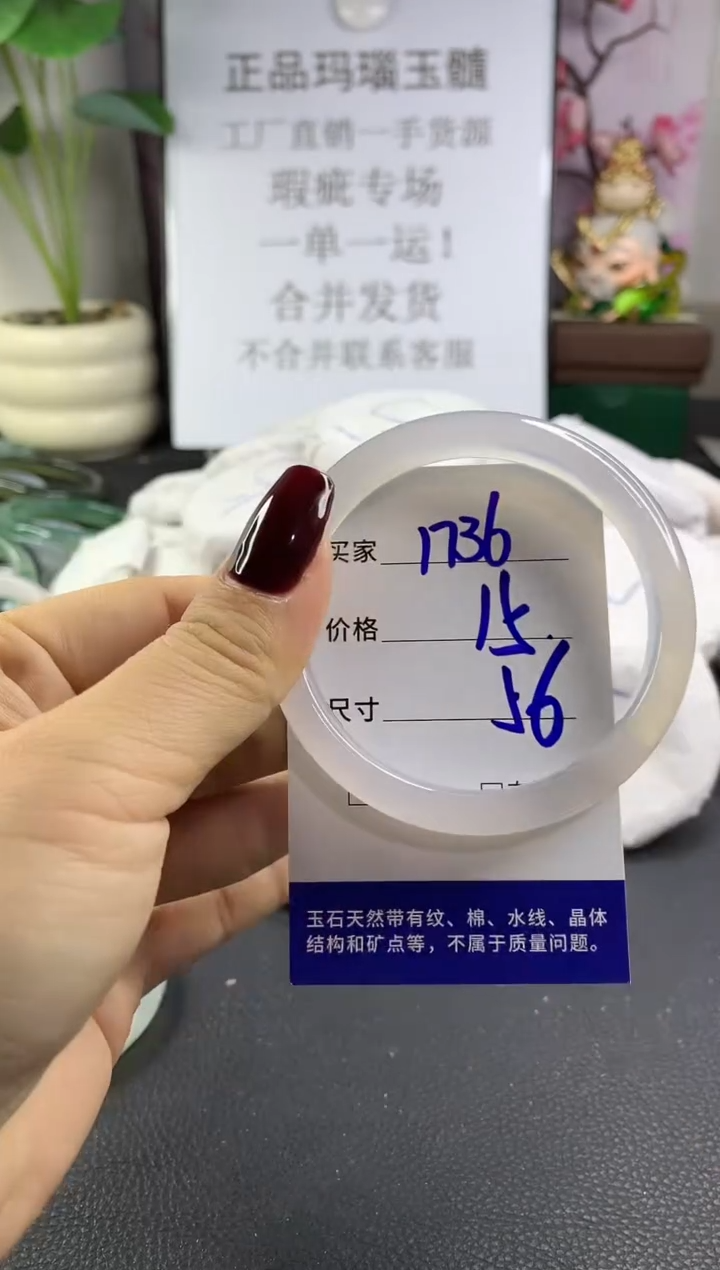 正品玛瑙玉髓
工厂直销一手货源
瑕疵专场
一单一运!
合并发货
不合并联系客服
买家 1736
价格 15.
尺寸 56
玉石天然带有纹、棉、水线、晶体
结构和矿点等，不属于质量问题。